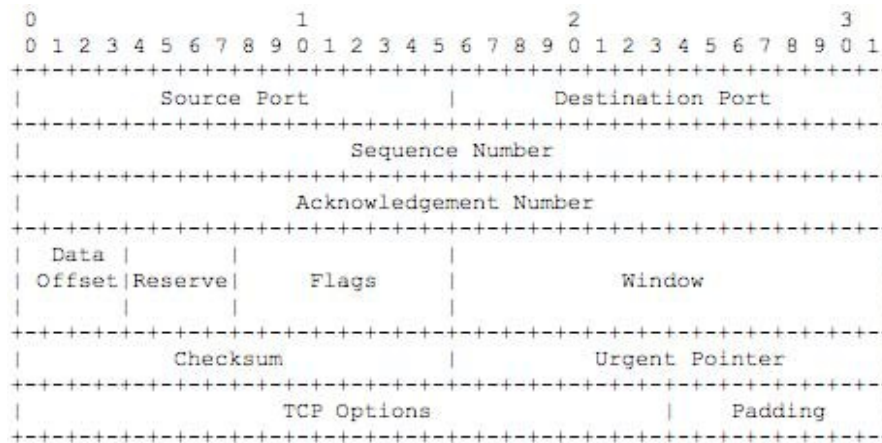 0                   1                   2                   3
0 1 2 3 4 5 6 7 8 9 0 1 2 3 4 5 6 7 8 9 0 1 2 3 4 5 6 7 8 9 0 1
+-+-+-+-+-+-+-+-+-+-+-+-+-+-+-+-+-+-+-+-+-+-+-+-+-+-+-+-+-+-+-+-
| Source Port | Destination Port
+-+-+-+-+-+-+-+-+-+-+-+-+-+-+-+-+-+-+-+-+-+-+-+-+-+-+-+-+-+-+-+-
| Sequence Number
+-+-+-+-+-+-+-+-+-+-+-+-+-+-+-+-+-+-+-+-+-+-+-+-+-+-+-+-+-+-+-+-
| Acknowledgement Number
+-+-+-+-+-+-+-+-+-+-+-+-+-+-+-+-+-+-+-+-+-+-+-+-+-+-+-+-+-+-+-+-
| Data | | |
| Offset|Reserve| Flags | Window
| | | |
+-+-+-+-+-+-+-+-+-+-+-+-+-+-+-+-+-+-+-+-+-+-+-+-+-+-+-+-+-+-+-+-
| Checksum | Urgent Pointer
+-+-+-+-+-+-+-+-+-+-+-+-+-+-+-+-+-+-+-+-+-+-+-+-+-+-+-+-+-+-+-+-
| TCP Options | Padding
+-+-+-+-+-+-+-+-+-+-+-+-+-+-+-+-+-+-+-+-+-+-+-+-+-+-+-+-+-+-+-+-